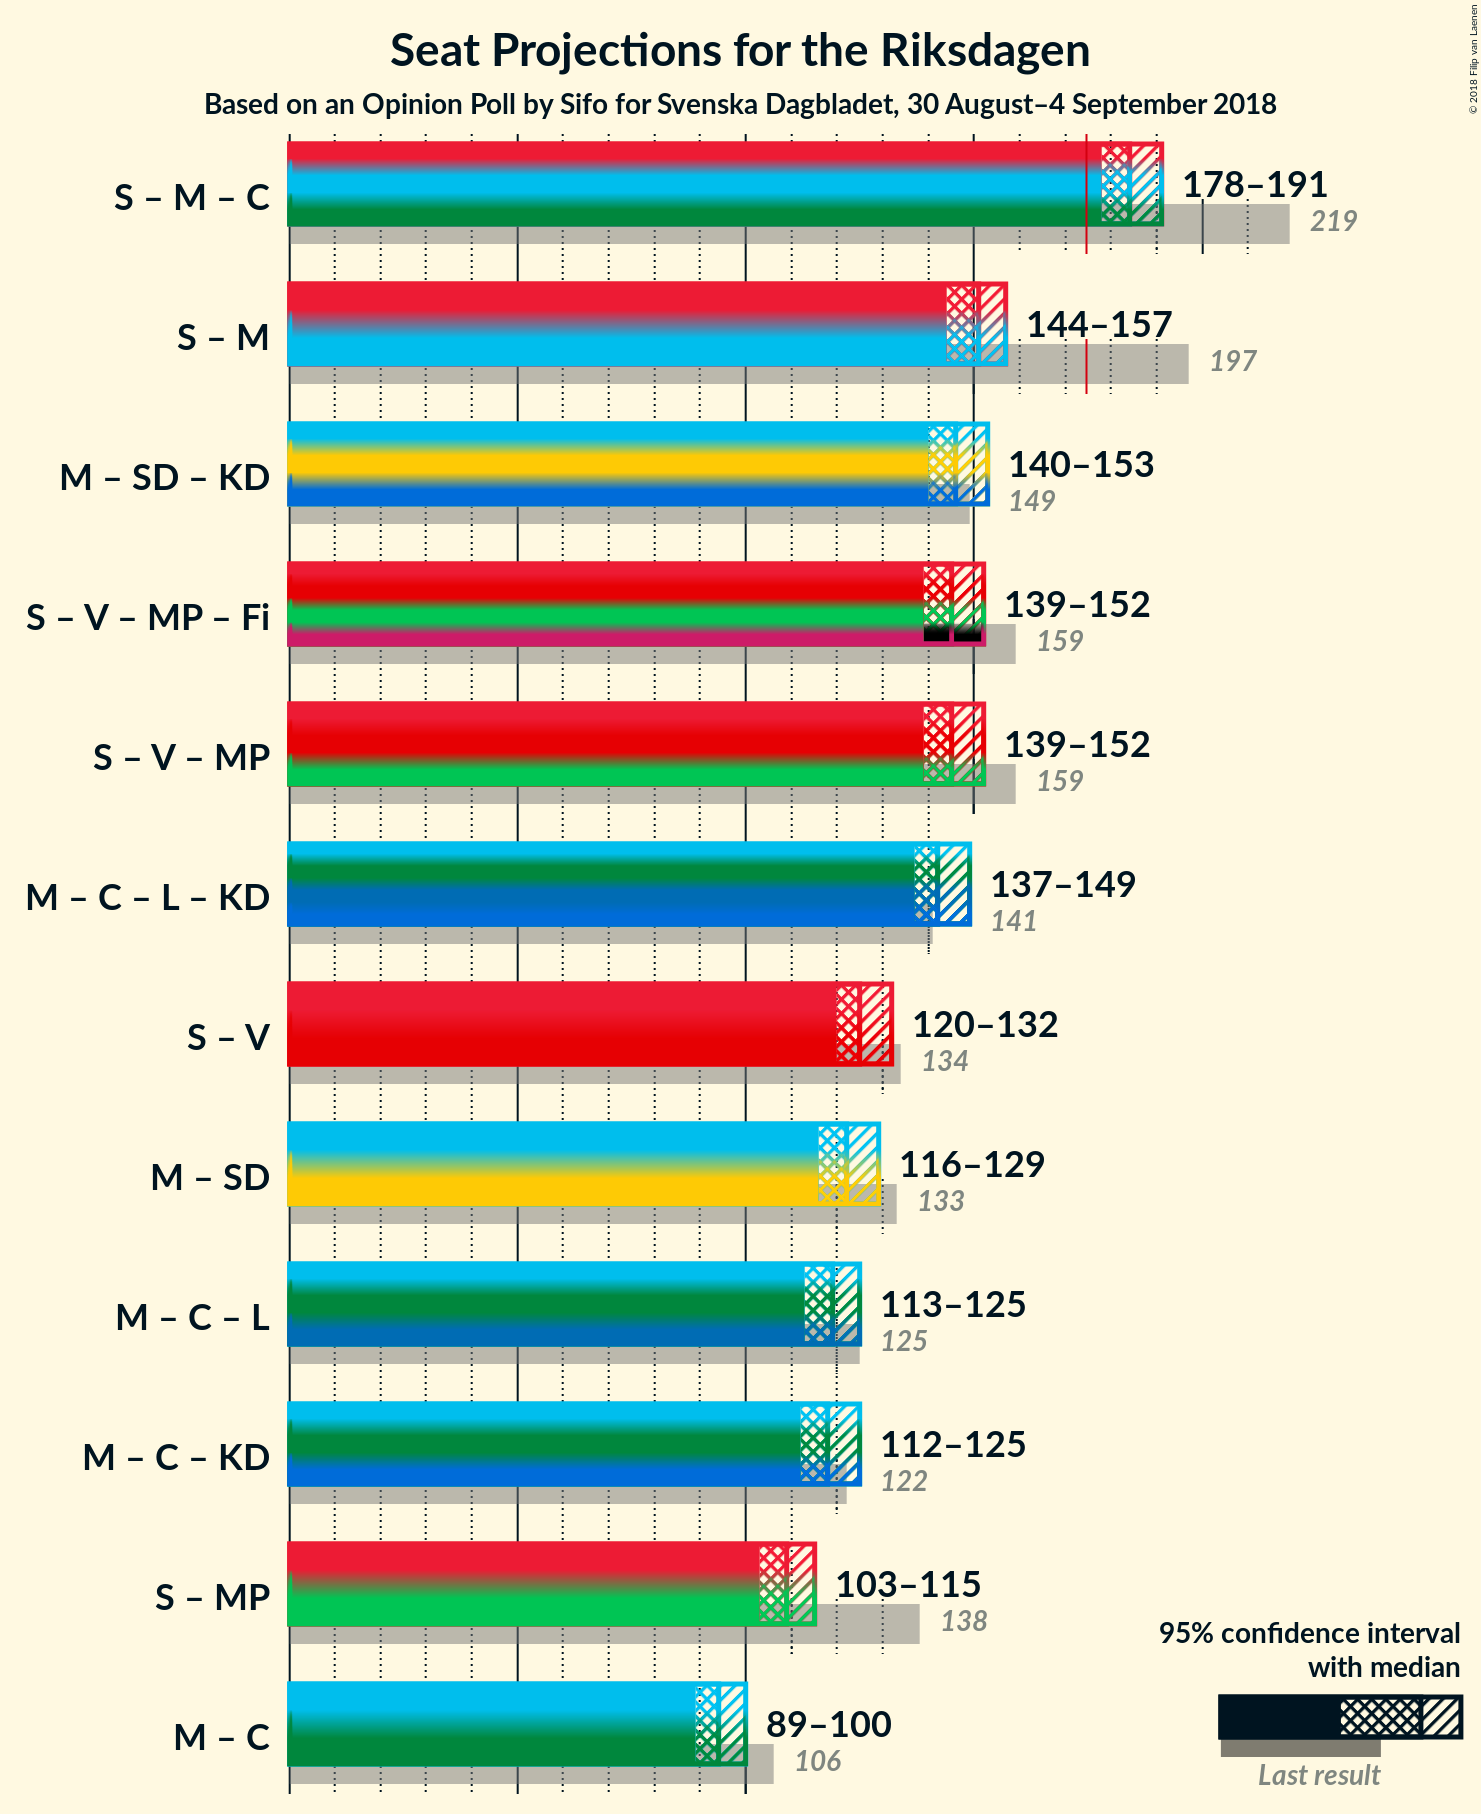 Seat Projections for the Riksdagen
Based on an Opinion Poll by Sifo for Svenska Dagbladet, 30 August–4 September 2018
© 2018 Filip van Laenen
S – M – C
178–191
219
S – M
144–157
197
M – SD – KD
140–153
149
S – V – MP – Fi
139–152
159
S – V – MP
139–152
159
M – C – L – KD
137–149
141
S – V
120–132
134
M – SD
116–129
133
M – C – L
113–125
125
M – C – KD
112–125
122
S – MP
103–115
138
M – C
89–100
106
95% confidence interval
with median
Last result